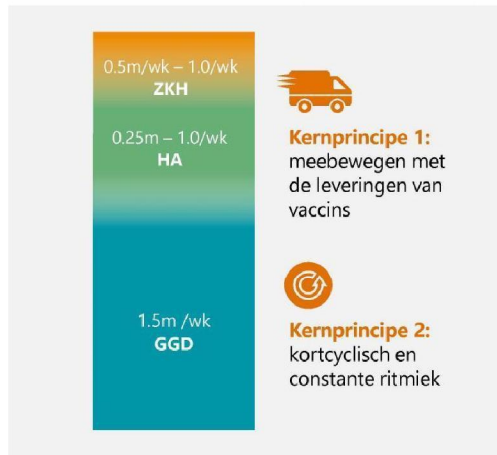 0.5m/wk – 1.0/wk
ZKH
0.25m – 1.0/wk
HA
1.5m /wk
GGD
Kernprincipe 1:
meebewegen met
de leveringen van
vaccins
Kernprincipe 2:
kortcyclisch en
constante ritmiek